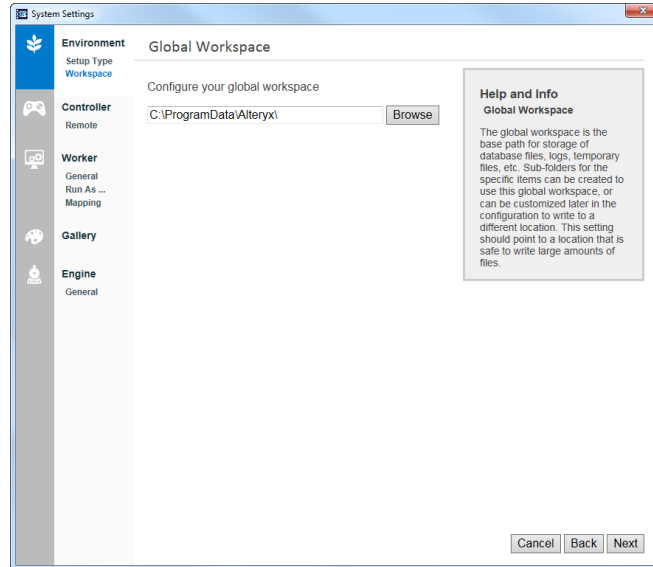 System Settings
Environment
Setup Type
Workspace
Controller
Remote
Worker
General
Run As ...
Mapping
Gallery
Engine
General
Global Workspace
Configure your global workspace
C:\ProgramData\Alteryx\ Browse
Help and Info
Global Workspace
The global workspace is the
base path for storage of
database files, logs, temporary
files, etc. Sub-folders for the
specific items can be created to
use this global workspace, or
can be customized later in the
configuration to write to a
different location. This setting
should point to a location that is
safe to write large amounts of
files.
Cancel Back Next